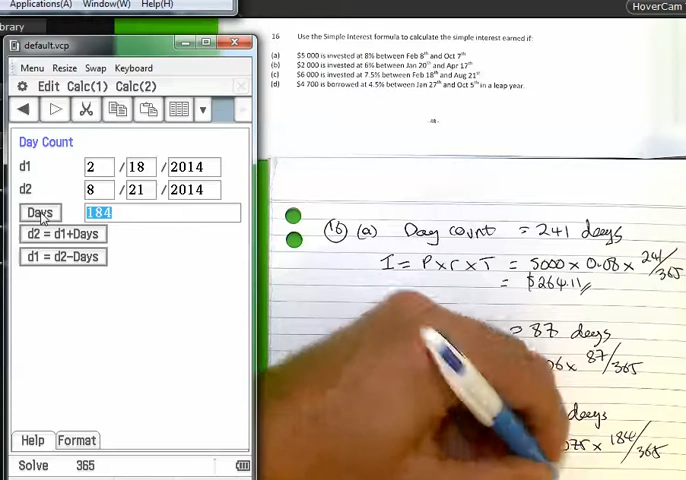 Applications(A)
Window(W)
Help(H)
HoverCam
ibrary
default.vcp
Menu Resize Swap Keyboard
Edit Calc(1) Calc(2)
Day Count
d1 2 /18 /2014
d2 8 /21 /2014
Days 184
d2 = d1+Days
d1 = d2-Days
Help Format
Solve 365
16 Use the Simple Interest formula to calculate the simple interest earned if:
(a) $5 000 is invested at 8% between Feb 8th and Oct 7th
(b) $2 000 is invested at 6% between Jan 20th and Apr 17th
(c) $6 000 is invested at 7.5% between Feb 18th and Aug 21st
(d) $4 700 is borrowed at 4.5% between Jan 27th and Oct 5th in a leap year.
16 (a) Day count = 241 days
I = P×r×T = 5000 × 0.08 × 241/365
= $264.11
= 87 days
06 × 87/365
days
075 × 184/365